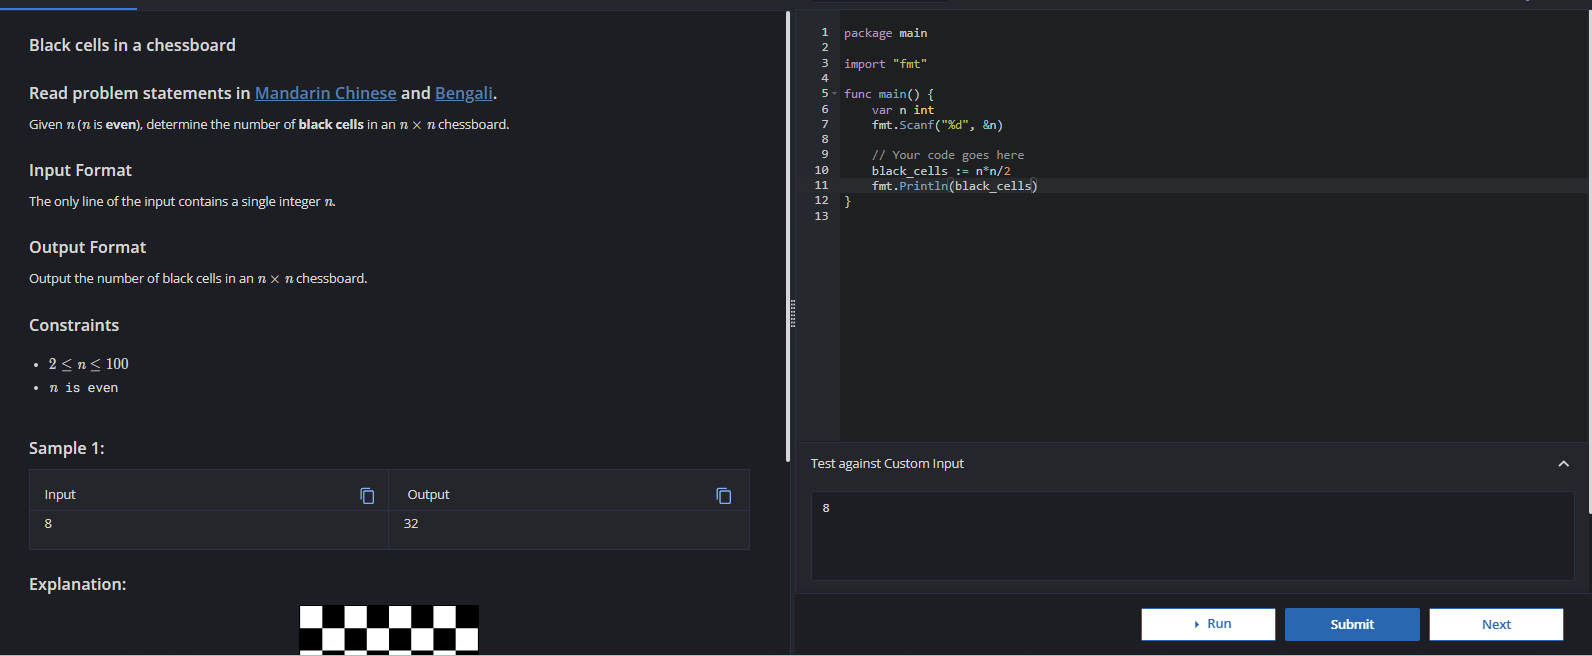 Black cells in a chessboard
Read problem statements in Mandarin Chinese and Bengali.
Given n (n is even), determine the number of black cells in an n × n chessboard.
Input Format
The only line of the input contains a single integer n.
Output Format
Output the number of black cells in an n × n chessboard.
Constraints
• 2 ≤ n ≤ 100
• n is even
Sample 1:
Input
Output
8
32
Explanation:
1 package main
2
3 import "fmt"
4
5 func main() {
6 var n int
7 fmt.Scanf("%d", &n)
8
9 // Your code goes here
10 black_cells := n*n/2
11 fmt.Println(black_cells)
12 }
13
Test against Custom Input
8
Run
Submit
Next